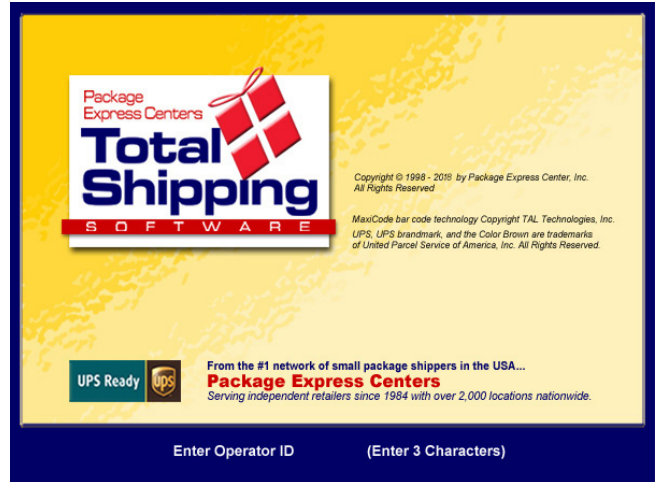 Package
Express Centers
Total
Shipping
SOFTWARE
Copyright © 1998 - 2018 by Package Express Center, Inc.
All Rights Reserved
MaxiCode bar code technology Copyright TAL Technologies, Inc.
UPS, UPS brandmark, and the Color Brown are trademarks
of United Parcel Service of America, Inc. All Rights Reserved.
UPS Ready
ups
From the #1 network of small package shippers in the USA...
Package Express Centers
Serving independent retailers since 1984 with over 2,000 locations nationwide.
Enter Operator ID (Enter 3 Characters)